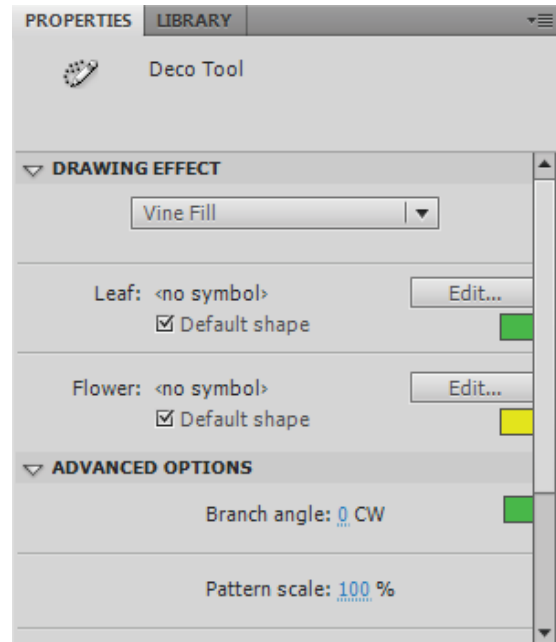 PROPERTIES LIBRARY
Deco Tool
DRAWING EFFECT
Vine Fill
Leaf: <no symbol> Edit...
Default shape
Flower: <no symbol> Edit...
Default shape
ADVANCED OPTIONS
Branch angle: 0 CW
Pattern scale: 100 %